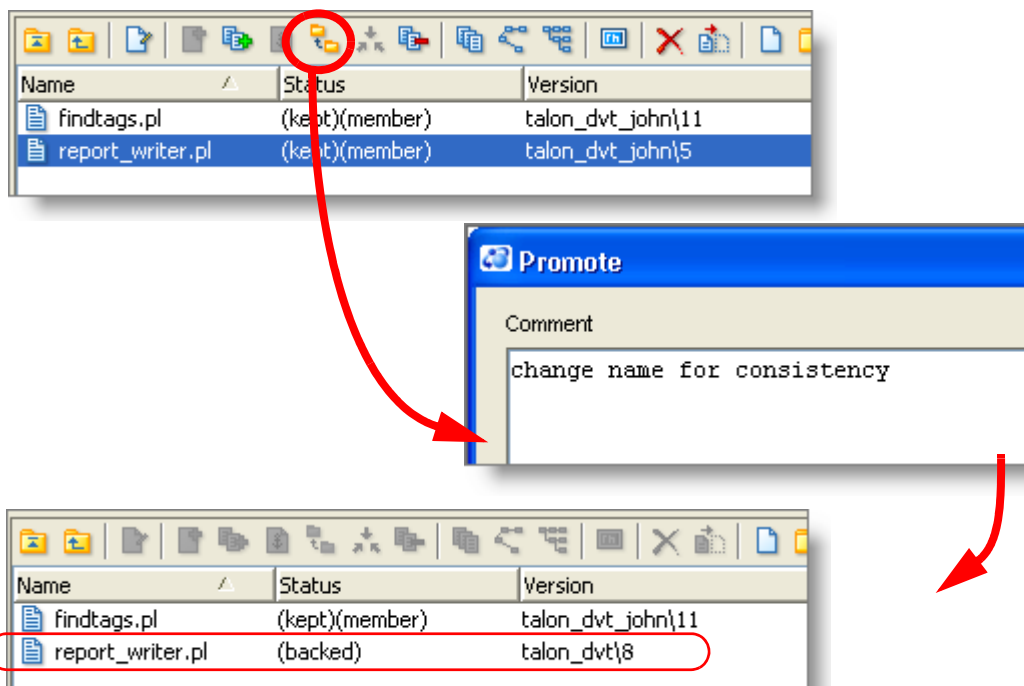 Name Status Version
findtags.pl (kept)(member) talon_dvt_john\11
report_writer.pl (kept)(member) talon_dvt_john\5
Promote
Comment
change name for consistency
Name Status Version
findtags.pl (kept)(member) talon_dvt_john\11
report_writer.pl (backed) talon_dvt\8